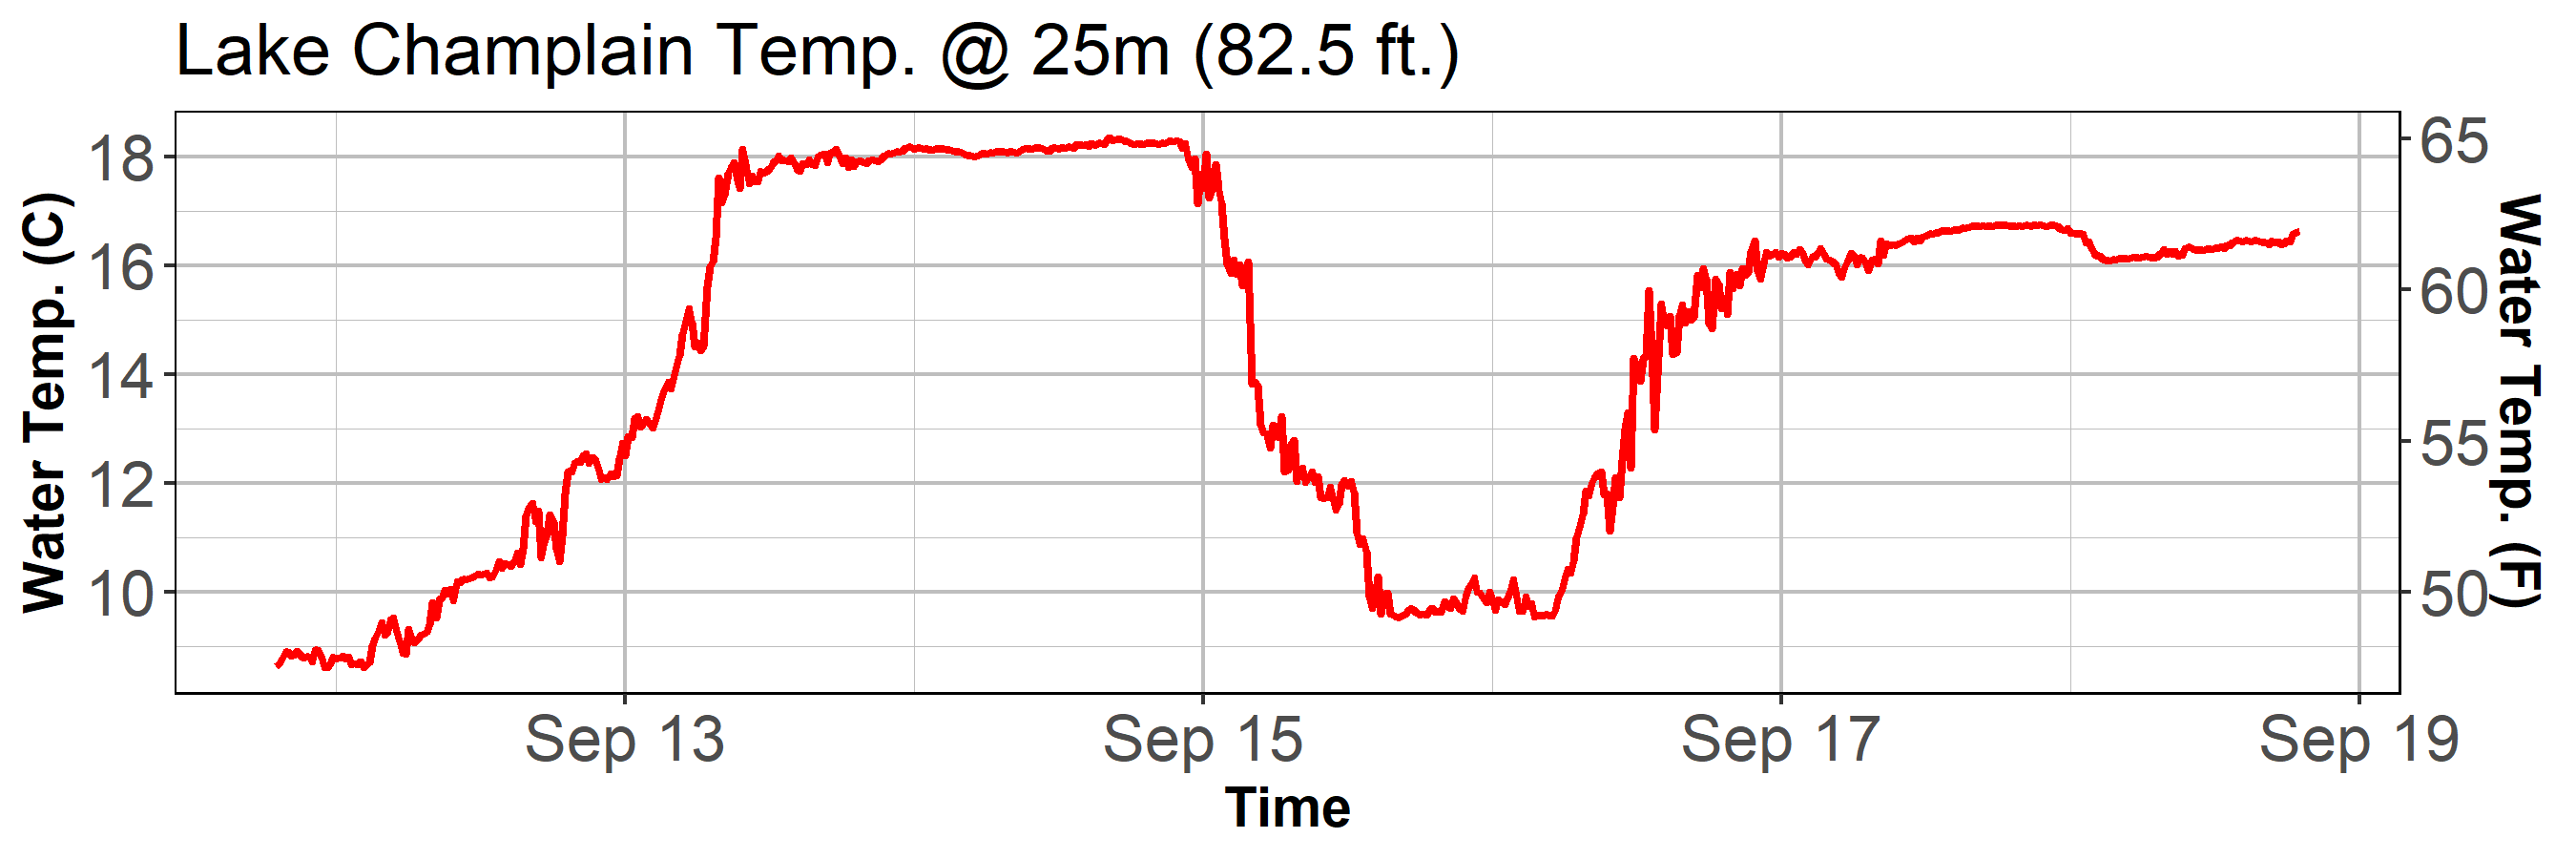 Lake Champlain Temp. @ 25m (82.5 ft.)
Water Temp. (C)
18
16
14
12
10
65
60
55
50
Water Temp. (F)
Sep 13
Sep 15
Sep 17
Sep 19
Time